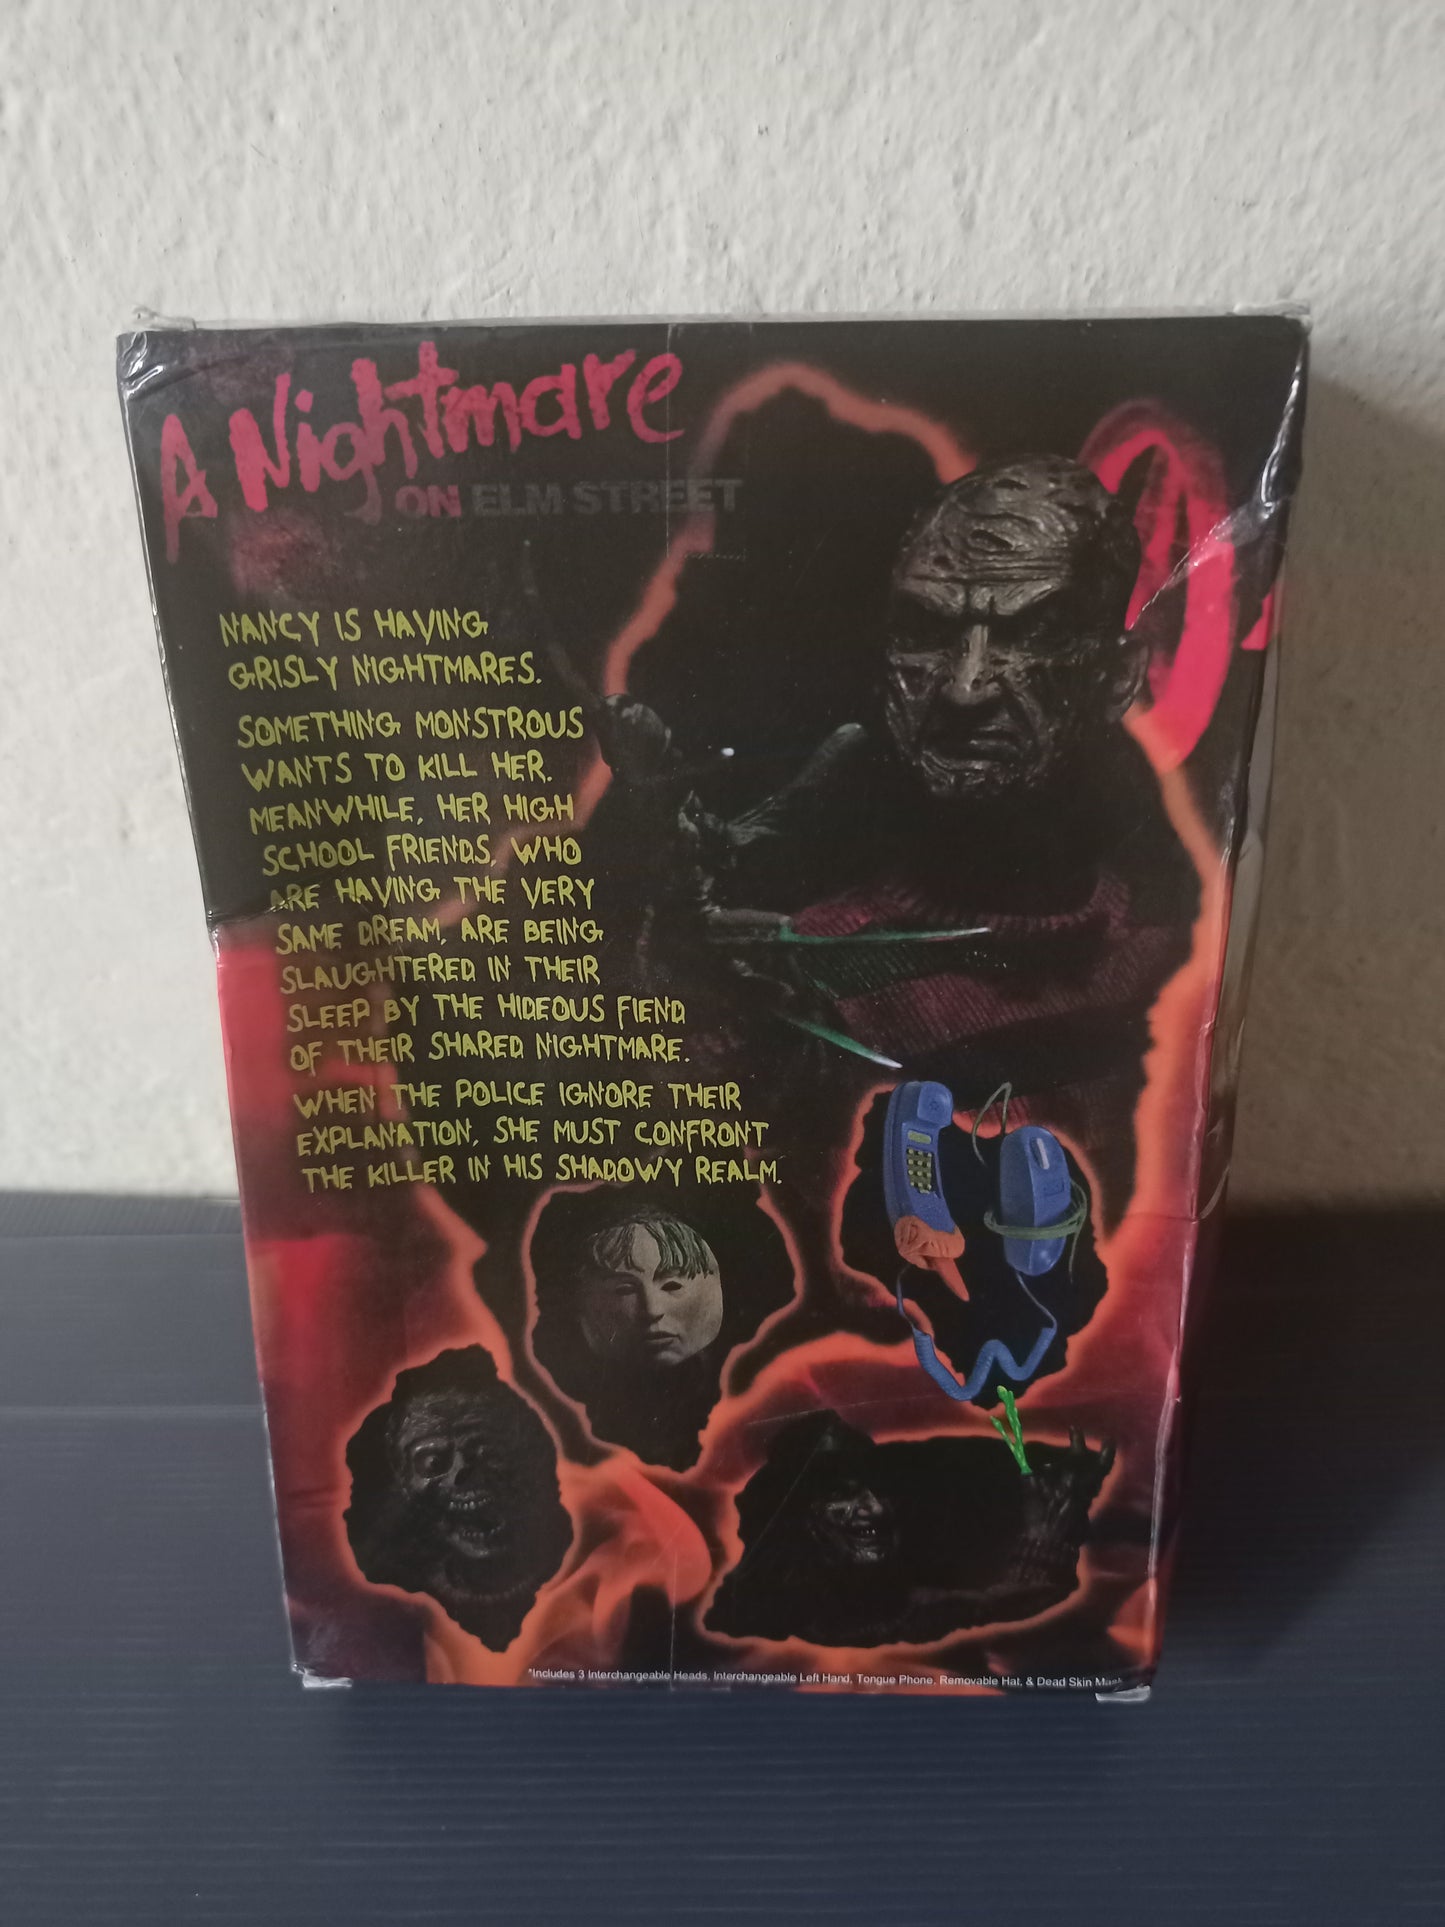 A Nightmare
ON ELM STREET
NANCY IS HAVING
GRISLY NIGHTMARES.
SOMETHING MONSTROUS
WANTS TO KILL HER.
MEANWHILE, HER HIGH
SCHOOL FRIENDS, WHO
ARE HAVING THE VERY
SAME DREAM, ARE BEING
SLAUGHTERED IN THEIR
SLEEP BY THE HIDEOUS FIEND
OF THEIR SHARED NIGHTMARE.
WHEN THE POLICE IGNORE THEIR
EXPLANATION, SHE MUST CONFRONT
THE KILLER IN HIS SHADOWY REALM.
*Includes 3 Interchangeable Heads, Interchangeable Left Hand, Tongue Phone, Removable Hat, & Dead Skin Mask